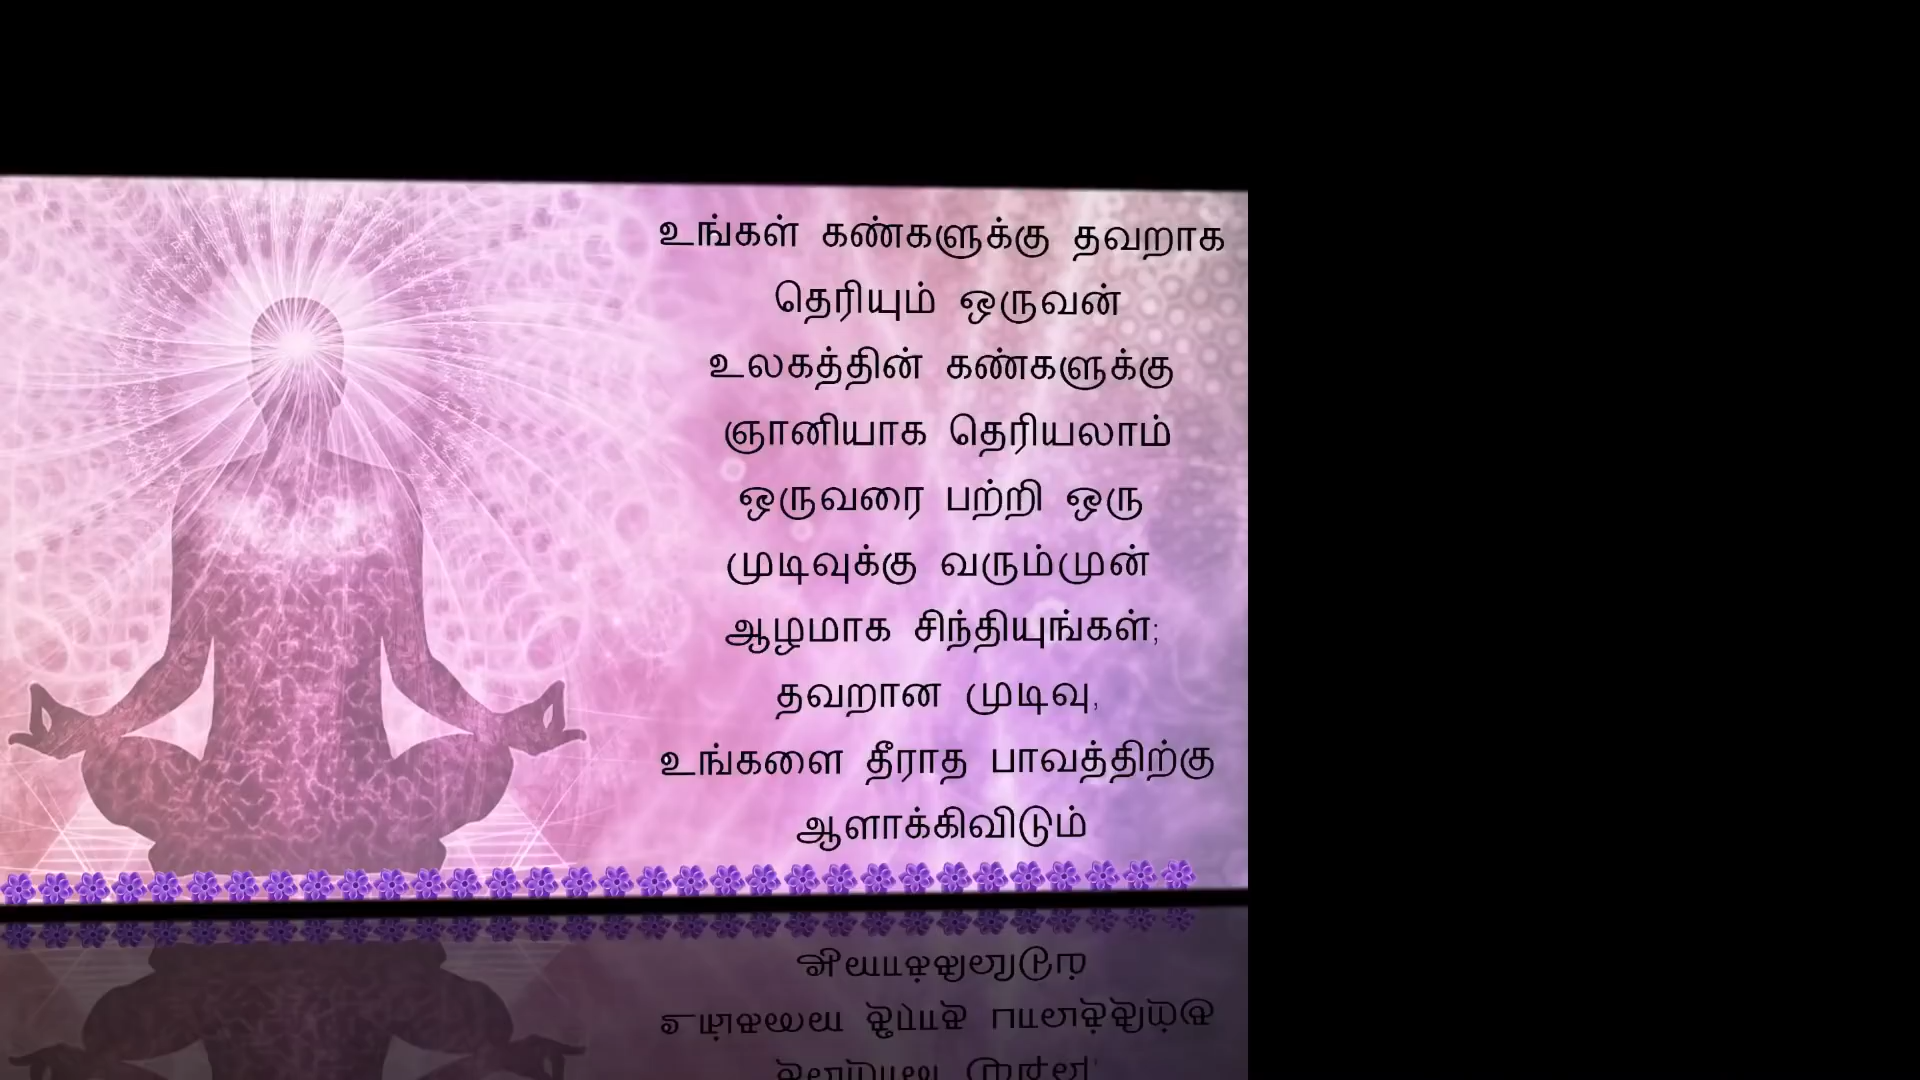 உங்கள் கண்களுக்கு தவறாக
தெரியும் ஒருவன்
உலகத்தின் கண்களுக்கு
ஞானியாக தெரியலாம்
ஒருவரை பற்றி ஒரு
முடிவுக்கு வரும்முன்
ஆழமாக சிந்தியுங்கள்;
தவறான முடிவு,
உங்களை தீராத பாவத்திற்கு
ஆளாக்கிவிடும்